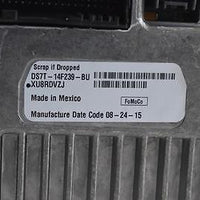 Scrap if Dropped
DS7T-14F239-BU
XU8RDVZJ
Made in Mexico
FoMoCo
Manufacture Date Code 08-24-15